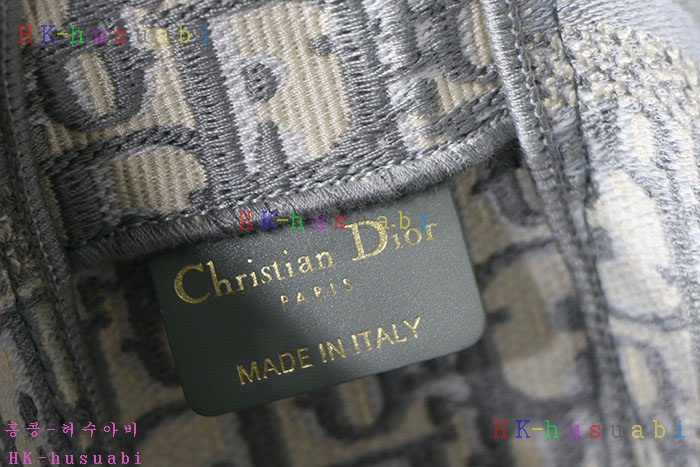 HK-husuabi
HK-husuabi
Christian Dior
PARIS
MADE IN ITALY
홍콩-허수아비
HK-husuabi
HK-husuabi